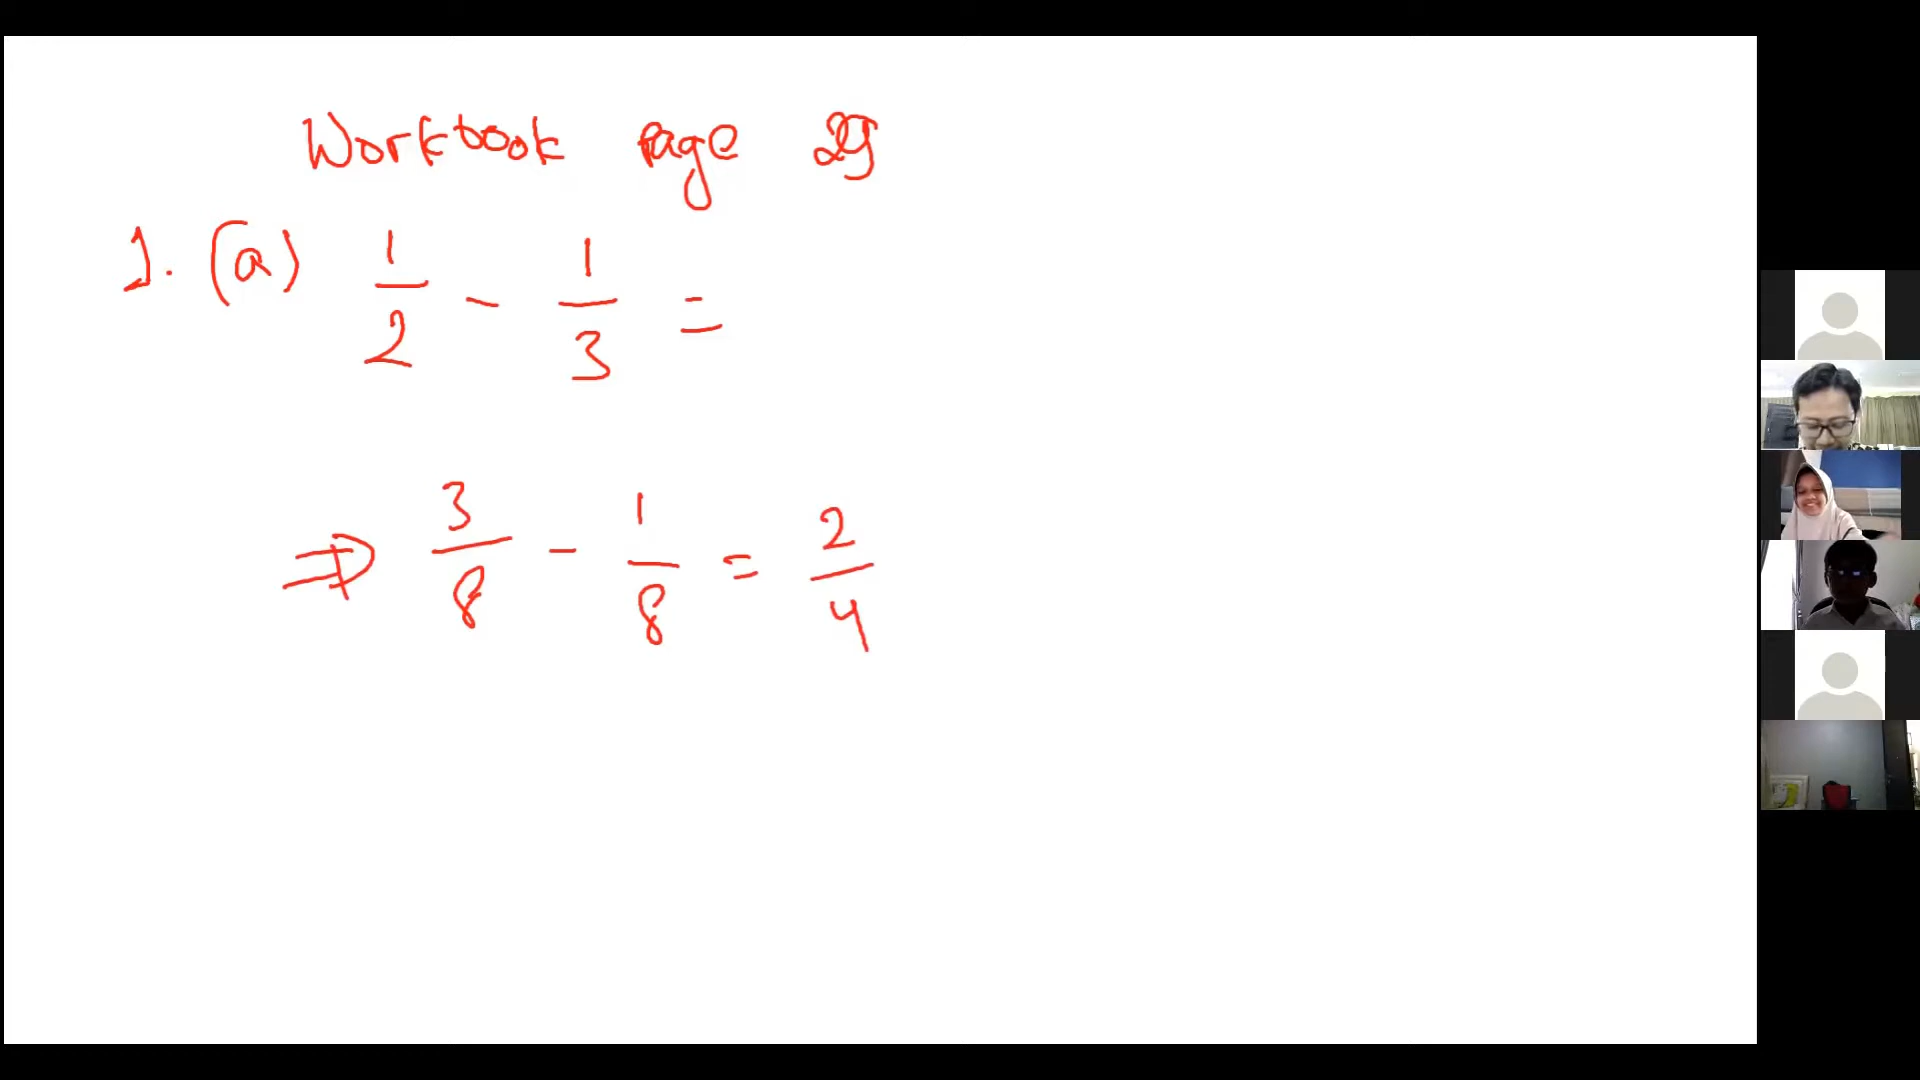 Workbook page 29
1. (a) 1/2 - 1/3 =
⇒ 3/8 - 1/8 = 2/4